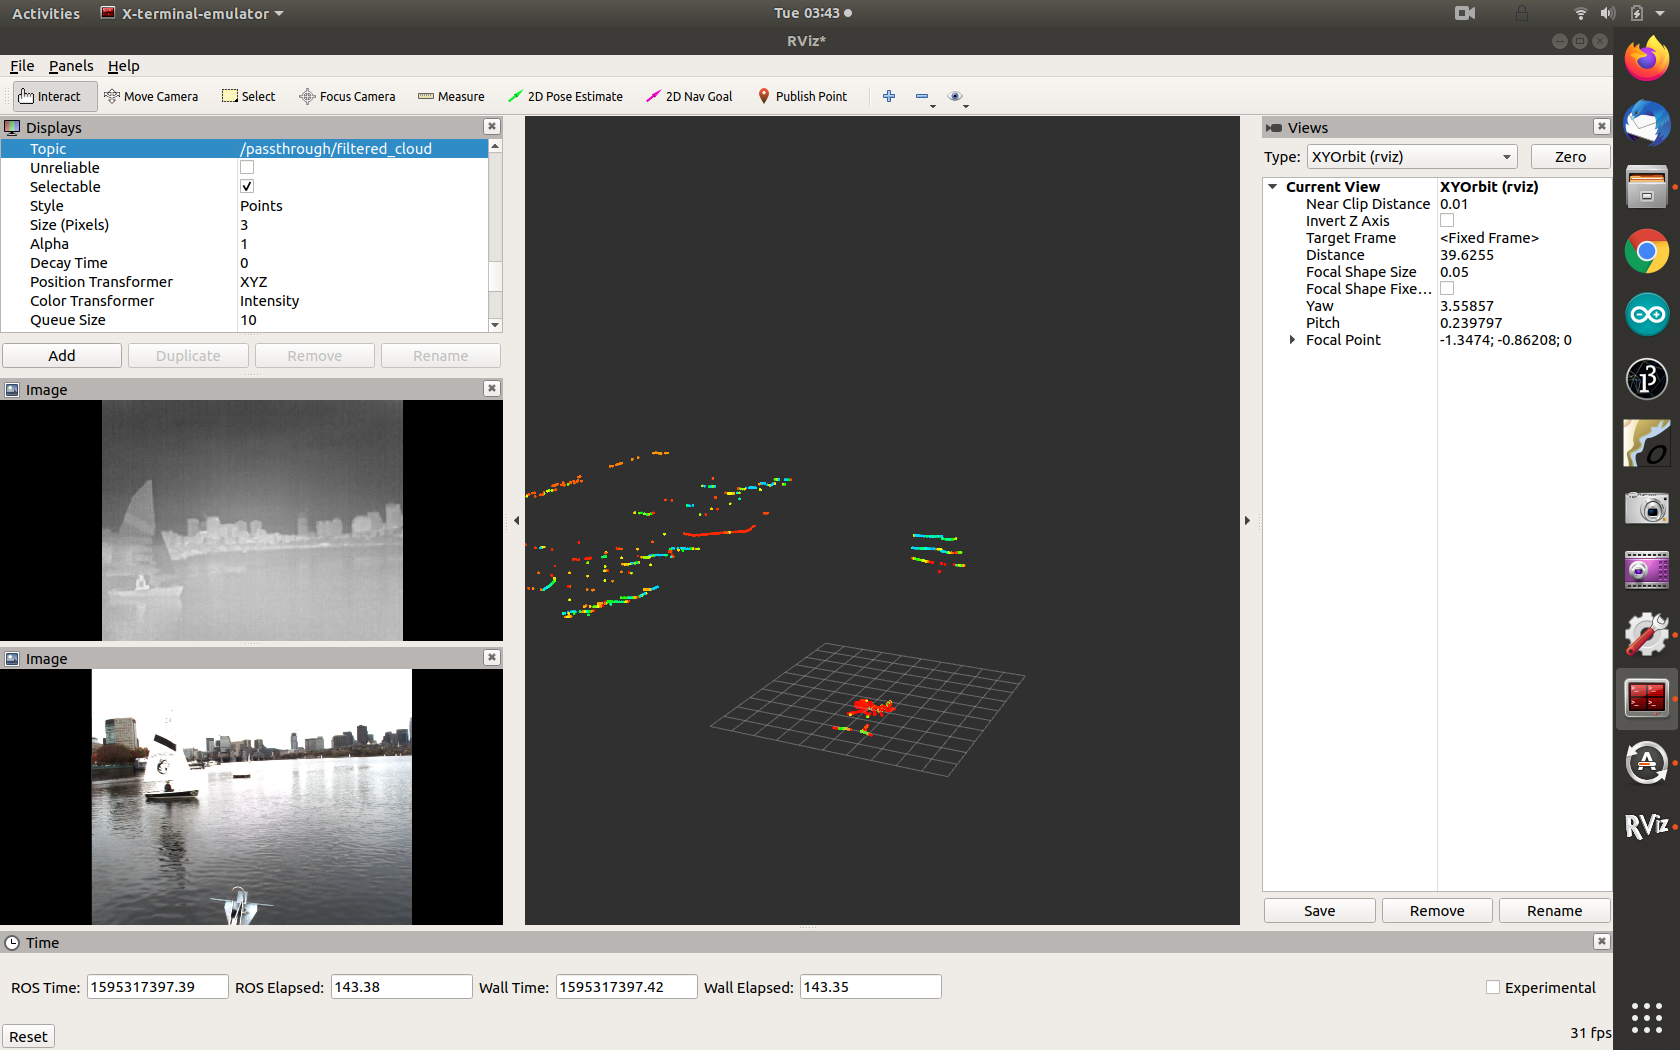 Activities X-terminal-emulator Tue 03:43
RViz*
File Panels Help
Interact Move Camera Select Focus Camera Measure 2D Pose Estimate 2D Nav Goal Publish Point
Displays
Topic /passthrough/filtered_cloud
Unreliable
Selectable
Style Points
Size (Pixels) 3
Alpha 1
Decay Time 0
Position Transformer XYZ
Color Transformer Intensity
Queue Size 10
Add Duplicate Remove Rename
Image
Image
Views
Type: XYOrbit (rviz) Zero
Current View XYOrbit (rviz)
Near Clip Distance 0.01
Invert Z Axis
Target Frame <Fixed Frame>
Distance 39.6255
Focal Shape Size 0.05
Focal Shape Fixe...
Yaw 3.55857
Pitch 0.239797
Focal Point -1.3474; -0.86208; 0
Save Remove Rename
RViz
Time
ROS Time: 1595317397.39 ROS Elapsed: 143.38 Wall Time: 1595317397.42 Wall Elapsed: 143.35 Experimental
Reset 31 fps